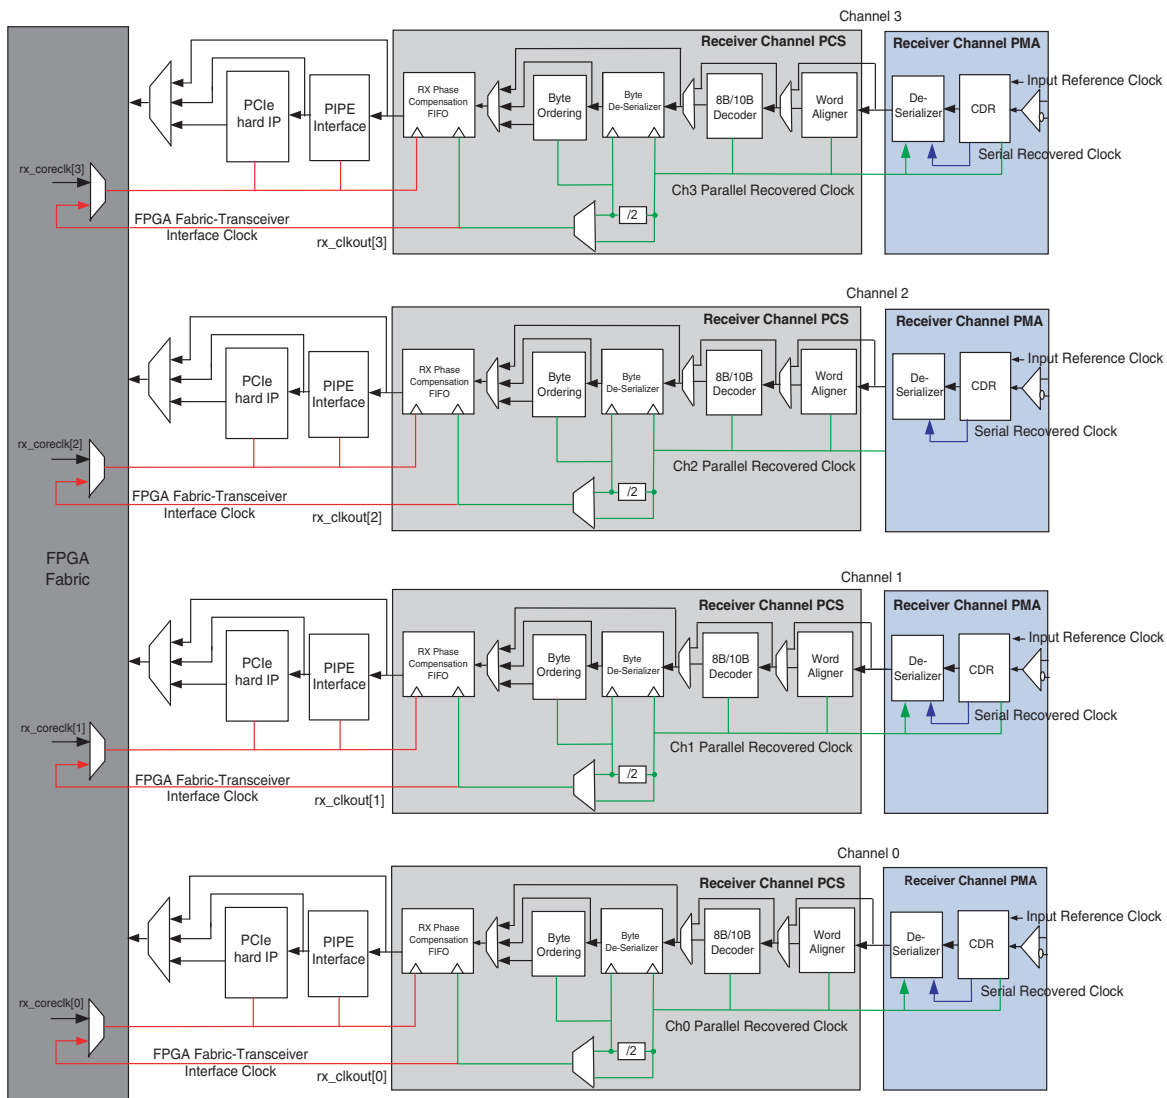 Channel 3
Receiver Channel PCS
Receiver Channel PMA
RX Phase
Compensation
FIFO
Byte
Ordering
Byte
De-Serializer
8B/10B
Decoder
Word
Aligner
De-
Serializer
CDR
Input Reference Clock
PCIe
hard IP
PIPE
Interface
Serial Recovered Clock
rx_coreclk[3]
Ch3 Parallel Recovered Clock
/2
FPGA Fabric-Transceiver
Interface Clock
rx_clkout[3]
Channel 2
Receiver Channel PCS
Receiver Channel PMA
RX Phase
Compensation
FIFO
Byte
Ordering
Byte
De-Serializer
8B/10B
Decoder
Word
Aligner
De-
Serializer
CDR
Input Reference Clock
PCIe
hard IP
PIPE
Interface
Serial Recovered Clock
rx_coreclk[2]
Ch2 Parallel Recovered Clock
/2
FPGA Fabric-Transceiver
Interface Clock
rx_clkout[2]
FPGA
Fabric
Channel 1
Receiver Channel PCS
Receiver Channel PMA
RX Phase
Compensation
FIFO
Byte
Ordering
Byte
De-Serializer
8B/10B
Decoder
Word
Aligner
De-
Serializer
CDR
Input Reference Clock
PCIe
hard IP
PIPE
Interface
Serial Recovered Clock
rx_coreclk[1]
Ch1 Parallel Recovered Clock
/2
FPGA Fabric-Transceiver
Interface Clock
rx_clkout[1]
Channel 0
Receiver Channel PCS
Receiver Channel PMA
RX Phase
Compensation
FIFO
Byte
Ordering
Byte
De-Serializer
8B/10B
Decoder
Word
Aligner
De-
Serializer
CDR
Input Reference Clock
PCIe
hard IP
PIPE
Interface
Serial Recovered Clock
rx_coreclk[0]
Ch0 Parallel Recovered Clock
/2
FPGA Fabric-Transceiver
Interface Clock
rx_clkout[0]